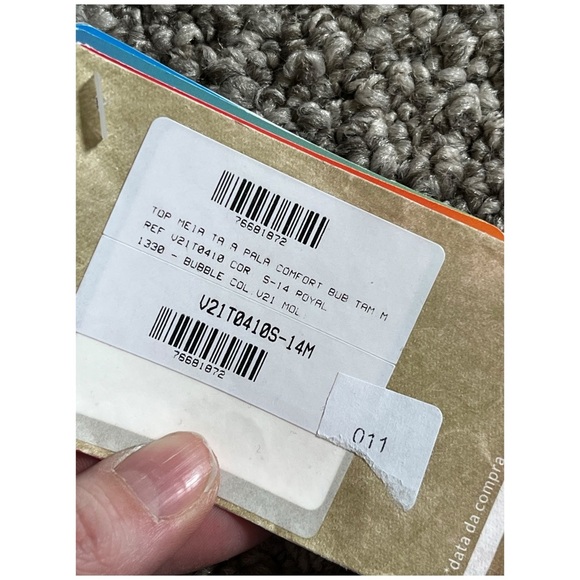 76681872
TOP MEIA TA A PALA COMFORT BUB TAM M
REF V21T0410 COR S-14 ROYAL
1330 - BUBBLE COL V21 MOL
V21T0410S-14M
76681872
011
*data da compra